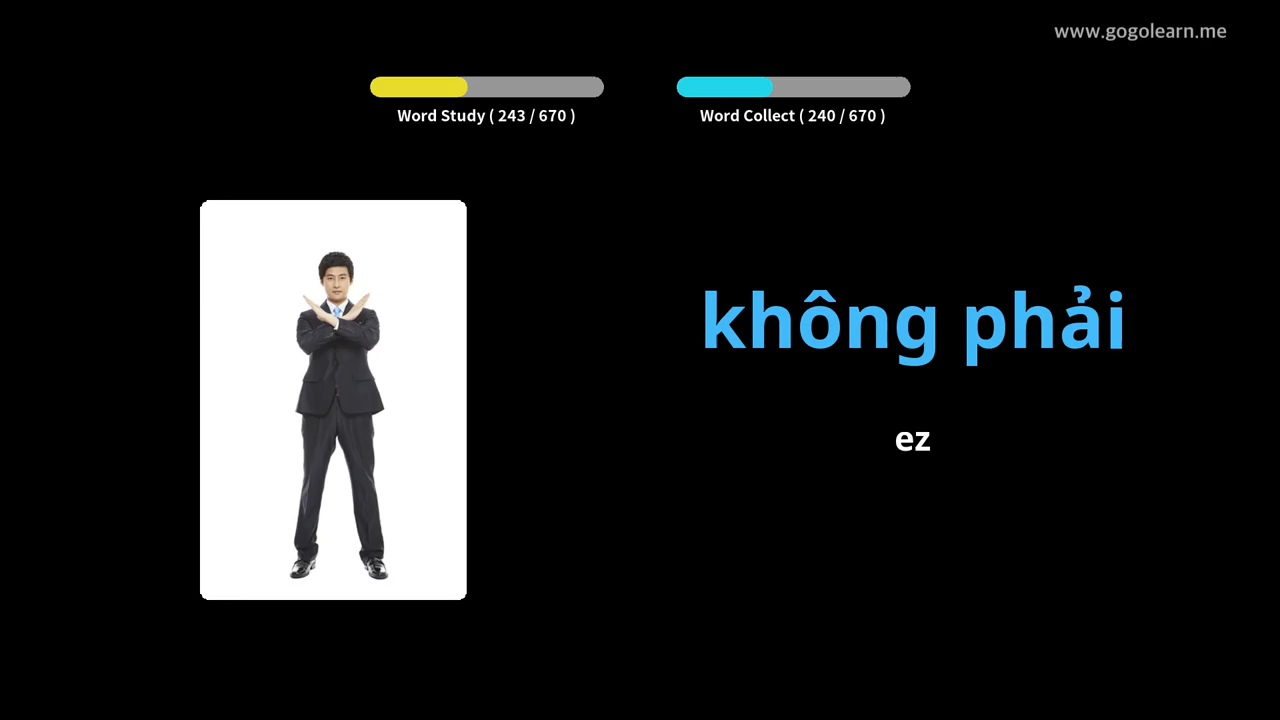 www.gogolearn.me
Word Study ( 243 / 670 )
Word Collect ( 240 / 670 )
không phải
ez